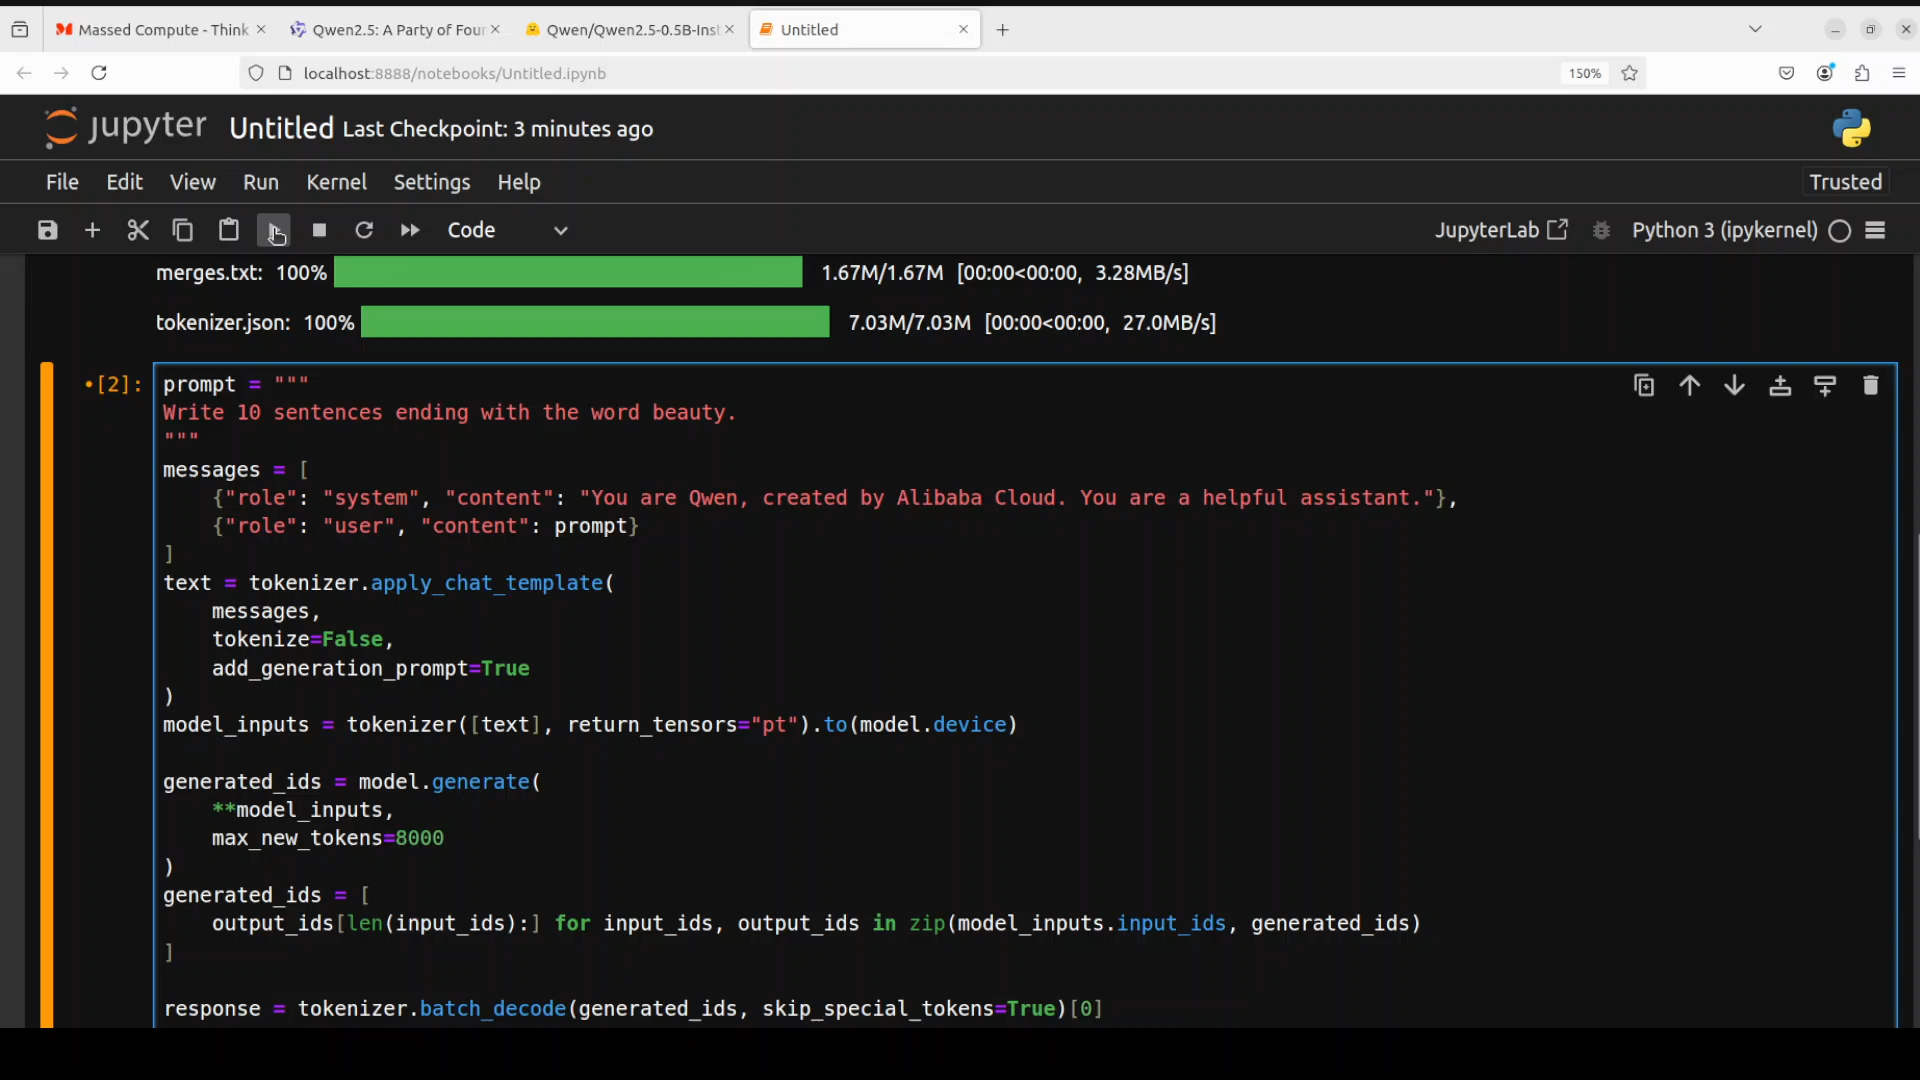 Massed Compute - Think
Qwen2.5: A Party of Four
Qwen/Qwen2.5-0.5B-Inst
Untitled
localhost:8888/notebooks/Untitled.ipynb
150%
jupyter Untitled Last Checkpoint: 3 minutes ago
File Edit View Run Kernel Settings Help
Trusted
Code
JupyterLab
Python 3 (ipykernel)
merges.txt: 100% 1.67M/1.67M [00:00<00:00, 3.28MB/s]
tokenizer.json: 100% 7.03M/7.03M [00:00<00:00, 27.0MB/s]
•[2]:
prompt = """
Write 10 sentences ending with the word beauty.
"""
messages = [
    {"role": "system", "content": "You are Qwen, created by Alibaba Cloud. You are a helpful assistant."},
    {"role": "user", "content": prompt}
]
text = tokenizer.apply_chat_template(
    messages,
    tokenize=False,
    add_generation_prompt=True
)
model_inputs = tokenizer([text], return_tensors="pt").to(model.device)
generated_ids = model.generate(
    **model_inputs,
    max_new_tokens=8000
)
generated_ids = [
    output_ids[len(input_ids):] for input_ids, output_ids in zip(model_inputs.input_ids, generated_ids)
]
response = tokenizer.batch_decode(generated_ids, skip_special_tokens=True)[0]